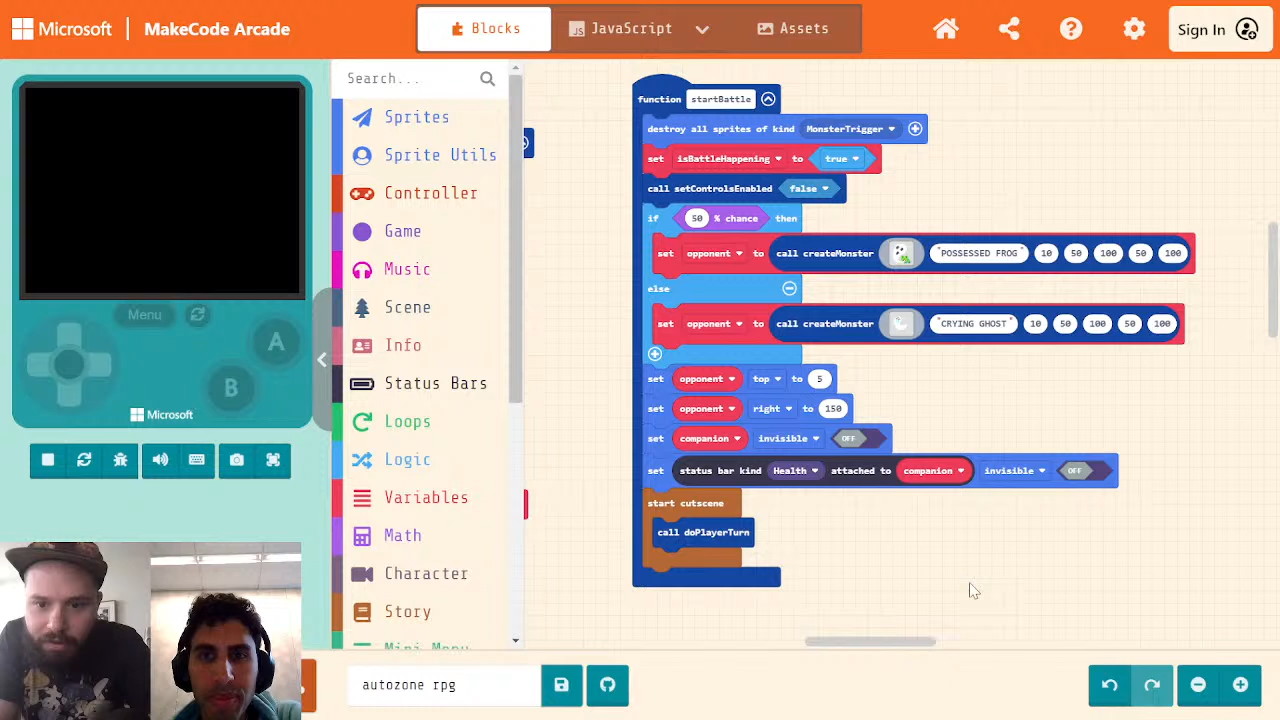 Microsoft
MakeCode Arcade
Blocks
JavaScript
Assets
Sign In
Search...
Sprites
Sprite Utils
Controller
Game
Music
Scene
Info
Status Bars
Loops
Logic
Variables
Math
Character
Story
Mini Menu
Menu
A
B
Microsoft
function startBattle
destroy all sprites of kind MonsterTrigger
set isBattleHappening to true
call setControlsEnabled false
if 50 % chance then
set opponent to call createMonster "POSSESSED FROG" 10 50 100 50 100
else
set opponent to call createMonster "CRYING GHOST" 10 50 100 50 100
set opponent top to 5
set opponent right to 150
set companion invisible OFF
set status bar kind Health attached to companion invisible OFF
start cutscene
call doPlayerTurn
autozone rpg